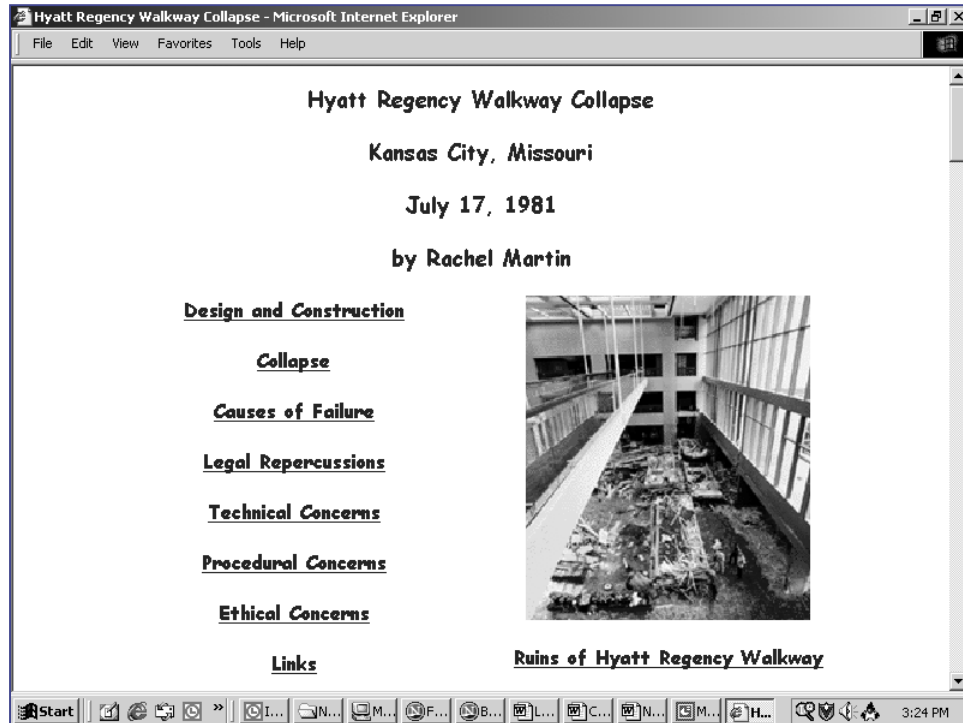 Hyatt Regency Walkway Collapse - Microsoft Internet Explorer
File Edit View Favorites Tools Help
Hyatt Regency Walkway Collapse
Kansas City, Missouri
July 17, 1981
by Rachel Martin
Design and Construction
Collapse
Causes of Failure
Legal Repercussions
Technical Concerns
Procedural Concerns
Ethical Concerns
Links
Ruins of Hyatt Regency Walkway
Start » I... N... M... F... B... L... C... N... M... H... 3:24 PM